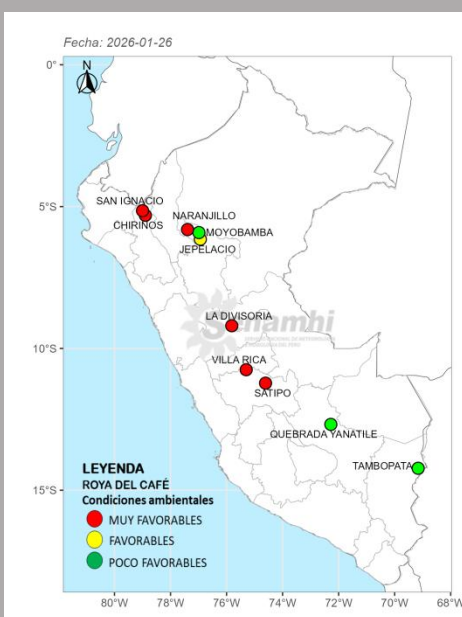 Fecha: 2026-01-26
N
0°
5°S
10°S
15°S
SAN IGNACIO
CHIRINOS
NARANJILLO
MOYOBAMBA
JEPELACIO
LA DIVISORIA
Senamhi
VILLA RICA
SATIPO
QUEBRADA YANATILE
TAMBOPATA
LEYENDA
ROYA DEL CAFÉ
Condiciones ambientales
MUY FAVORABLES
FAVORABLES
POCO FAVORABLES
80°W 78°W 76°W 74°W 72°W 70°W 68°W